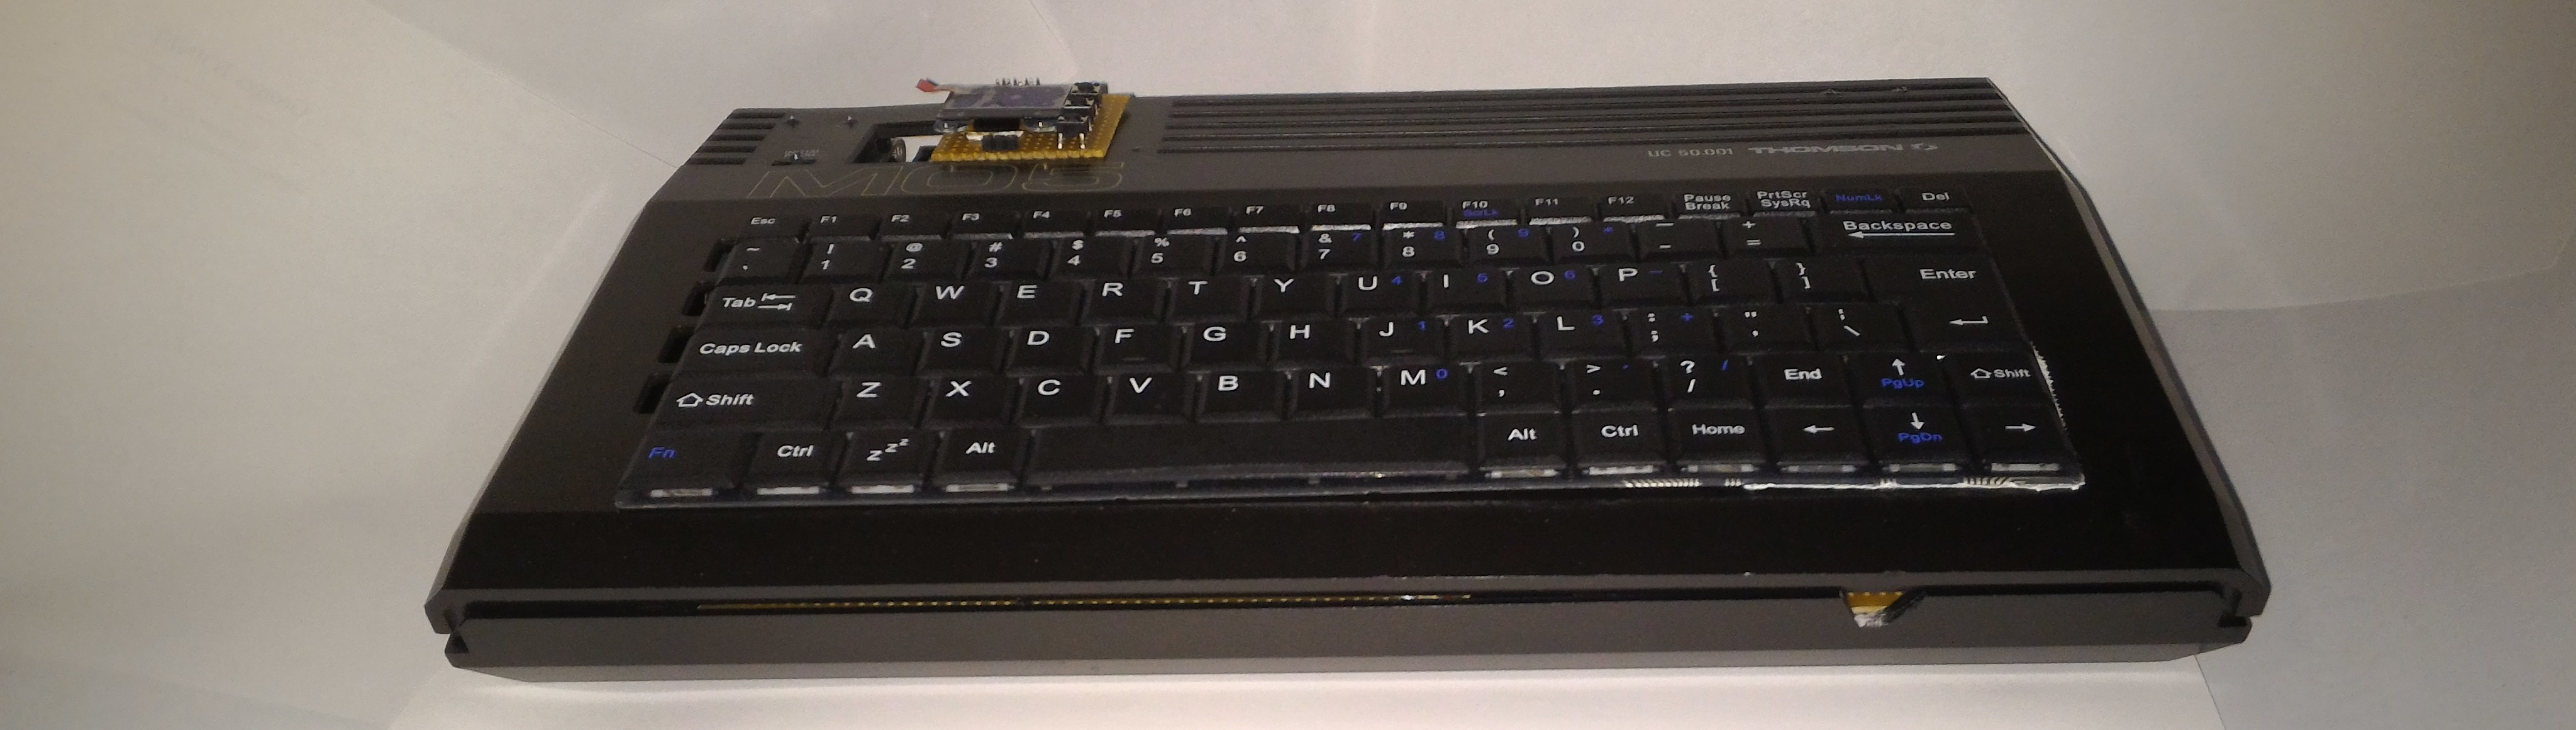 UC 50.001 THOMSON
MO5
Esc F1 F2 F3 F4 F5 F6 F7 F8 F9 F10 ScrLk F11 F12 Pause Break PrtScr SysRq NumLk Del
~ ` ! 1 @ 2 # 3 $ 4 % 5 ^ 6 & 7 7 * 8 8 ( 9 9 ) 0 * _ - + = Backspace
Tab Q W E R T Y U 4 I 5 O 6 P - { [ } ] Enter
Caps Lock A S D F G H J 1 K 2 L 3 : ; + " ' | \
Shift Z X C V B N M 0 < , > . . ? / / End ↑ PgUp Shift
Fn Ctrl zzz Alt Alt Ctrl Home ← ↓ PgDn →